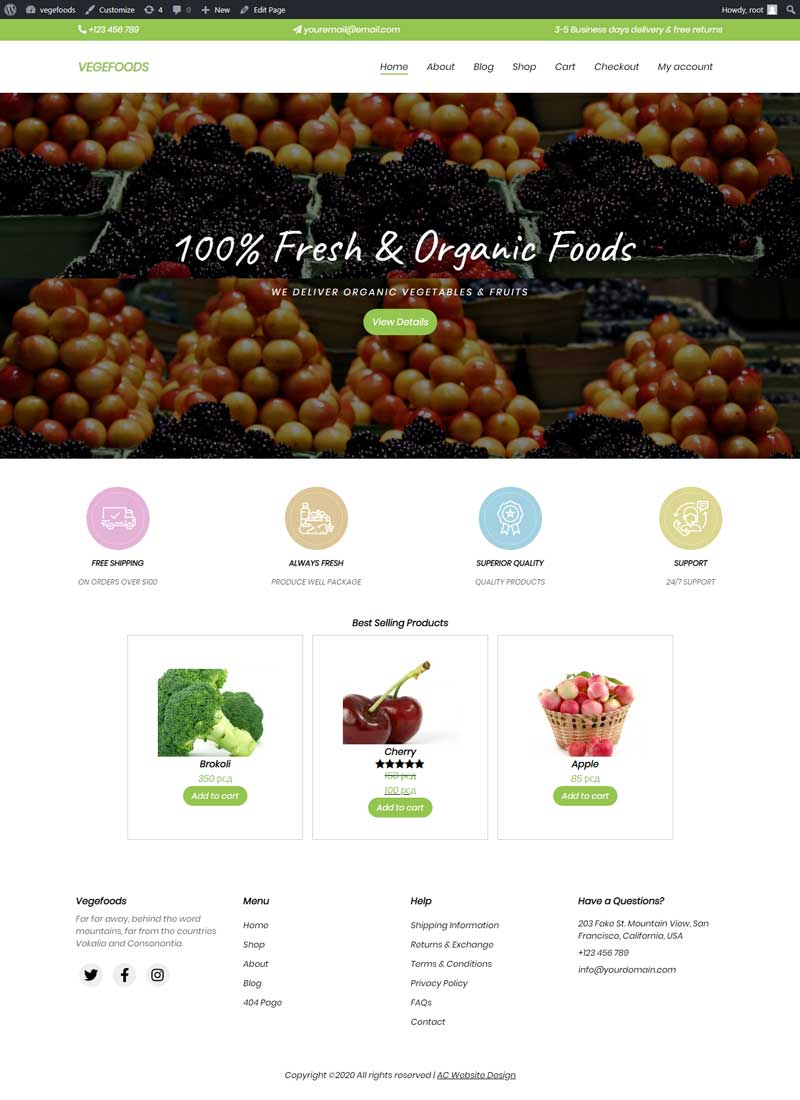 vegefoods Customize 4 0 New Edit Page Howdy, root
+123 456 789 youremail@email.com 3-5 Business days delivery & free returns
VEGEFOODS Home About Blog Shop Cart Checkout My account
100% Fresh & Organic Foods
WE DELIVER ORGANIC VEGETABLES & FRUITS
View Details
FREE SHIPPING ALWAYS FRESH SUPERIOR QUALITY SUPPORT
ON ORDERS OVER $100 PRODUCE WELL PACKAGE QUALITY PRODUCTS 24/7 SUPPORT
Best Selling Products
Brokoli
350 рсд
Add to cart
Cherry
150 рсд
100 рсд
Add to cart
Apple
85 рсд
Add to cart
Vegefoods
Far far away, behind the word
mountains, far from the countries
Vokalia and Consonantia.
Menu
Home
Shop
About
Blog
404 Page
Help
Shipping Information
Returns & Exchange
Terms & Conditions
Privacy Policy
FAQs
Contact
Have a Questions?
203 Fake St. Mountain View, San
Francisco, California, USA
+123 456 789
info@yourdomain.com
Copyright ©2020 All rights reserved | AC Website Design